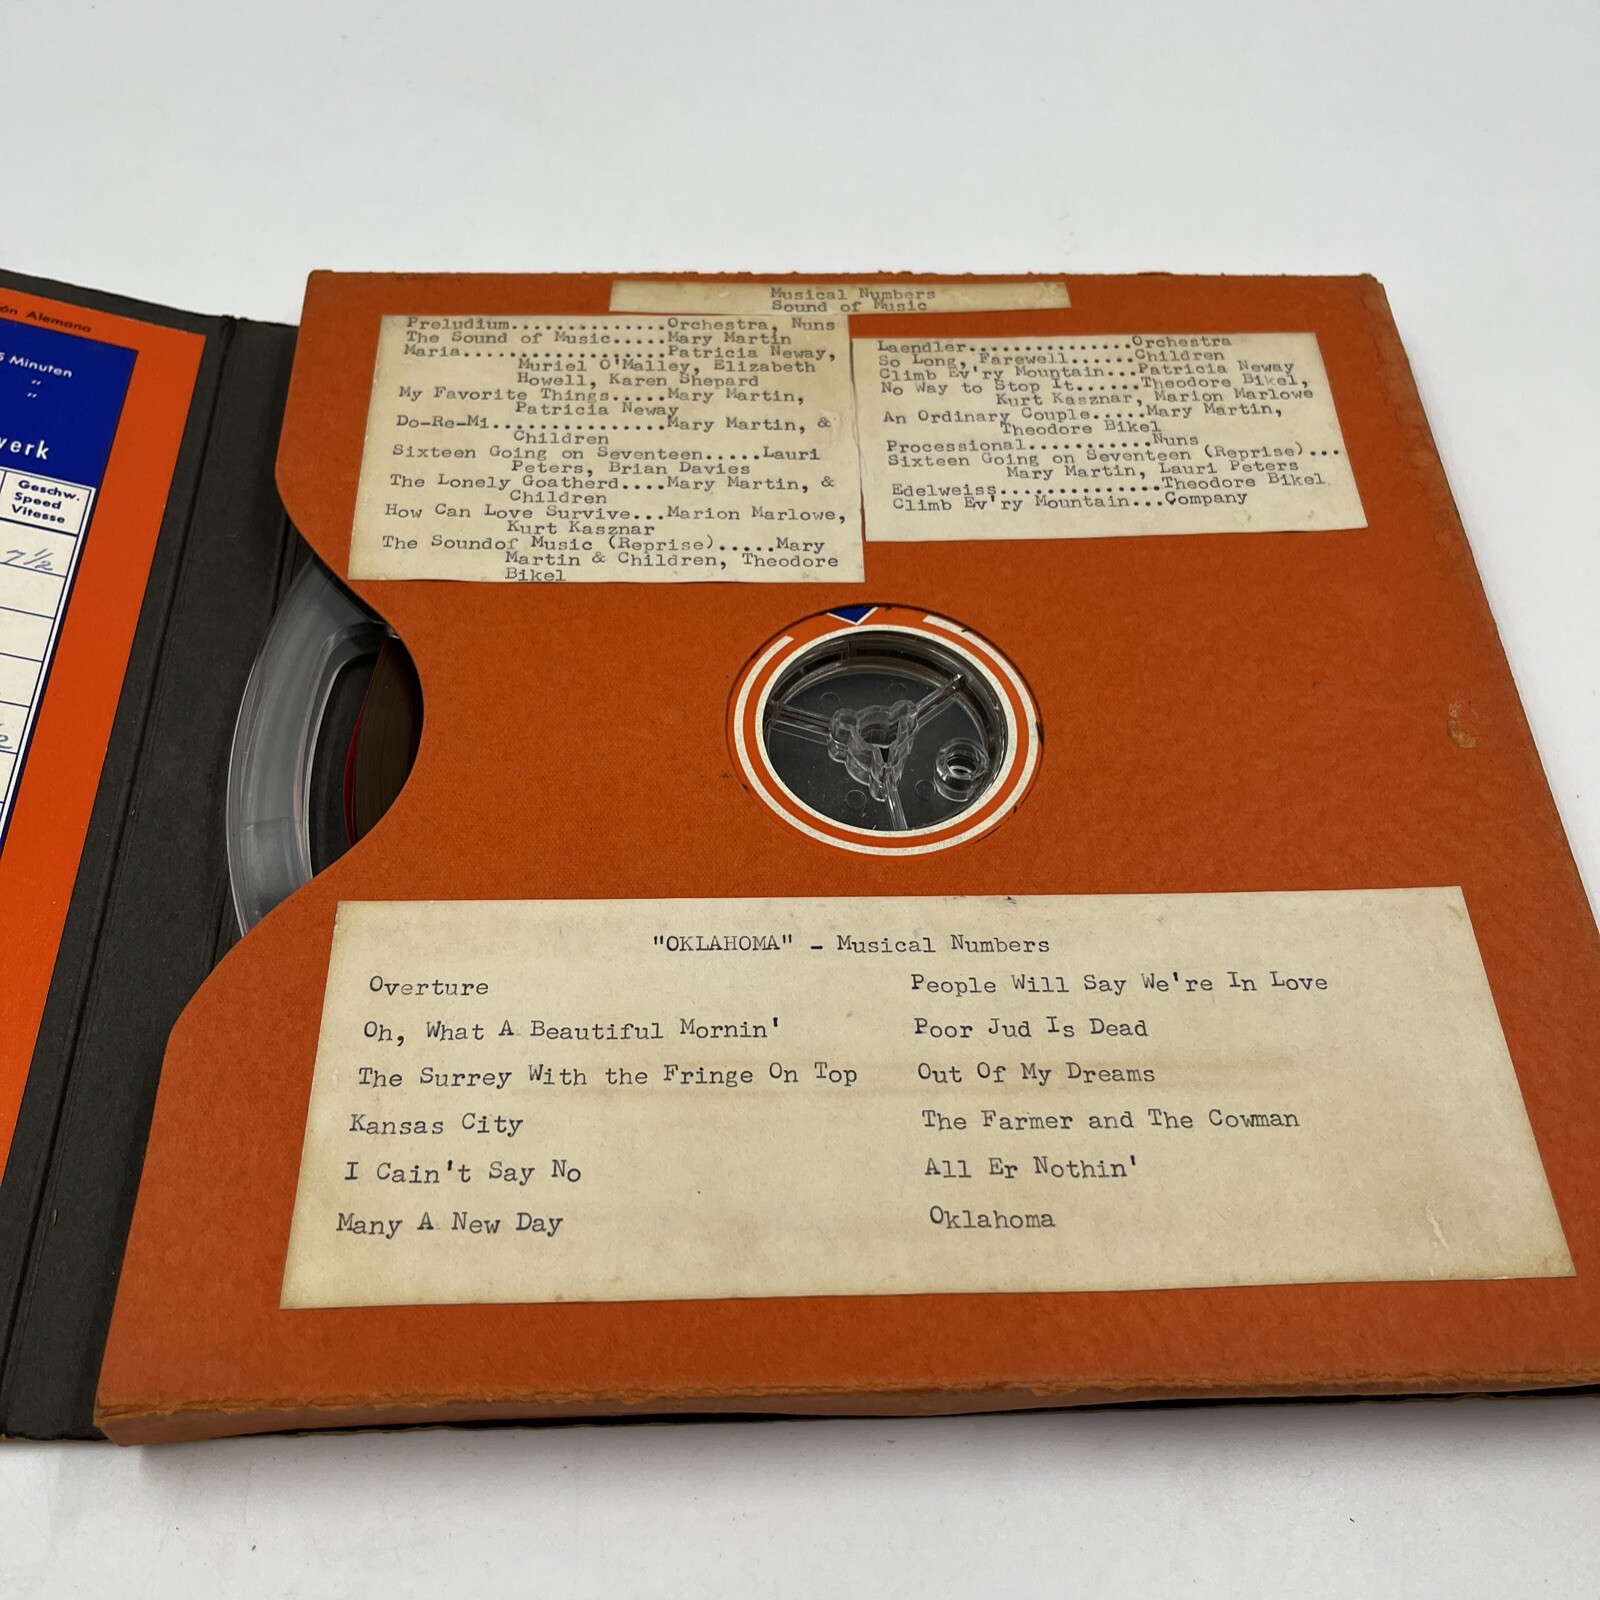 ón Alemana
5 Minuten
"
"
werk
Geschw.
Speed
Vitesse
7 1/2
Musical Numbers
Sound of Music
Preludium..............Orchestra, Nuns
The Sound of Music.....Mary Martin
Maria..................Patricia Neway,
Muriel O'Malley, Elizabeth
Howell, Karen Shepard
My Favorite Things.....Mary Martin,
Patricia Neway
Do-Re-Mi...............Mary Martin, &
Children
Sixteen Going on Seventeen.....Lauri
Peters, Brian Davies
The Lonely Goatherd....Mary Martin, &
Children
How Can Love Survive...Marion Marlowe,
Kurt Kasznar
The Soundof Music (Reprise).....Mary
Martin & Children, Theodore
Bikel
Laendler...............Orchestra
So Long, Farewell......Children
Climb Ev'ry Mountain...Patricia Neway
No Way to Stop It......Theodore Bikel,
Kurt Kasznar, Marion Marlowe
An Ordinary Couple.....Mary Martin,
Theodore Bikel
Processional...........Nuns
Sixteen Going on Seventeen (Reprise)...
Mary Martin, Lauri Peters
Edelweiss..............Theodore Bikel
Climb Ev'ry Mountain...Company
"OKLAHOMA" - Musical Numbers
Overture
Oh, What A Beautiful Mornin'
The Surrey With the Fringe On Top
Kansas City
I Cain't Say No
Many A New Day
People Will Say We're In Love
Poor Jud Is Dead
Out Of My Dreams
The Farmer and The Cowman
All Er Nothin'
Oklahoma